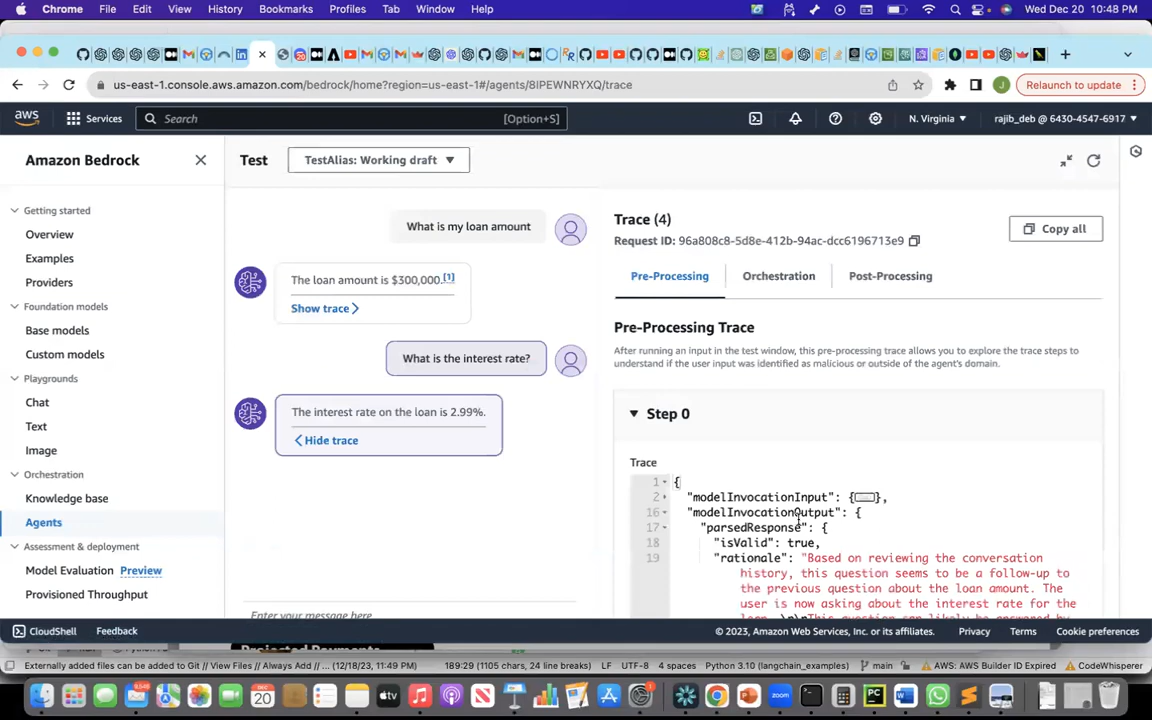 Chrome File Edit View History Bookmarks Profiles Tab Window Help Wed Dec 20 10:48 PM
us-east-1.console.aws.amazon.com/bedrock/home?region=us-east-1#/agents/8IPEWNRYXQ/trace J Relaunch to update
aws Services Search [Option+S] N. Virginia rajib_deb @ 6430-4547-6917
Amazon Bedrock
Getting started
Overview
Examples
Providers
Foundation models
Base models
Custom models
Playgrounds
Chat
Text
Image
Orchestration
Knowledge base
Agents
Assessment & deployment
Model Evaluation Preview
Provisioned Throughput
Test TestAlias: Working draft
What is my loan amount
The loan amount is $300,000.[1]
Show trace
What is the interest rate?
The interest rate on the loan is 2.99%.
Hide trace
Enter your message here
Trace (4)
Request ID: 96a808c8-5d8e-412b-94ac-dcc6196713e9
Copy all
Pre-Processing Orchestration Post-Processing
Pre-Processing Trace
After running an input in the test window, this pre-processing trace allows you to explore the trace steps to
understand if the user input was identified as malicious or outside of the agent's domain.
Step 0
Trace
1 {
2 "modelInvocationInput": {...},
16 "modelInvocationOutput": {
17 "parsedResponse": {
18 "isValid": true,
19 "rationale": "Based on reviewing the conversation
history, this question seems to be a follow-up to
the previous question about the loan amount. The
user is now asking about the interest rate for the
CloudShell Feedback © 2023, Amazon Web Services, Inc. or its affiliates. Privacy Terms Cookie preferences
Projected Payments
Externally added files can be added to Git // View Files // Always Add // ... (12/18/23, 11:49 PM) 189:29 (1105 chars, 24 line breaks) LF UTF-8 4 spaces Python 3.10 (langchain_examples) main AWS: AWS Builder ID Expired CodeWhisperer
DEC
20
zoom
PC
W